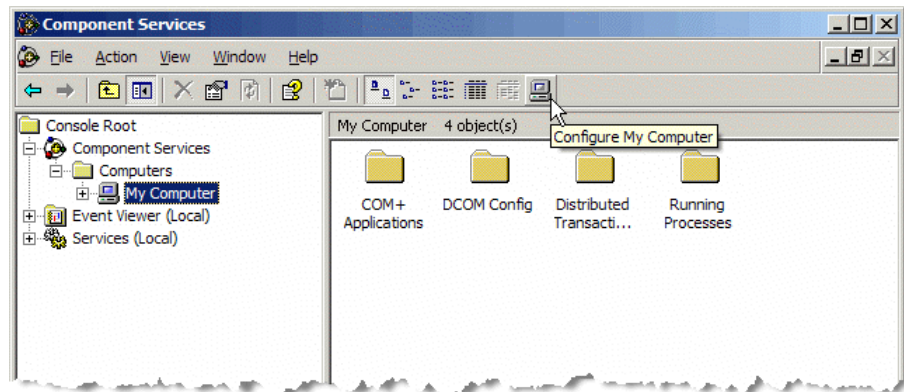 Component Services
File Action View Window Help
Console Root
Component Services
Computers
My Computer
Event Viewer (Local)
Services (Local)
My Computer 4 object(s)
Configure My Computer
COM+ Applications
DCOM Config
Distributed Transacti...
Running Processes